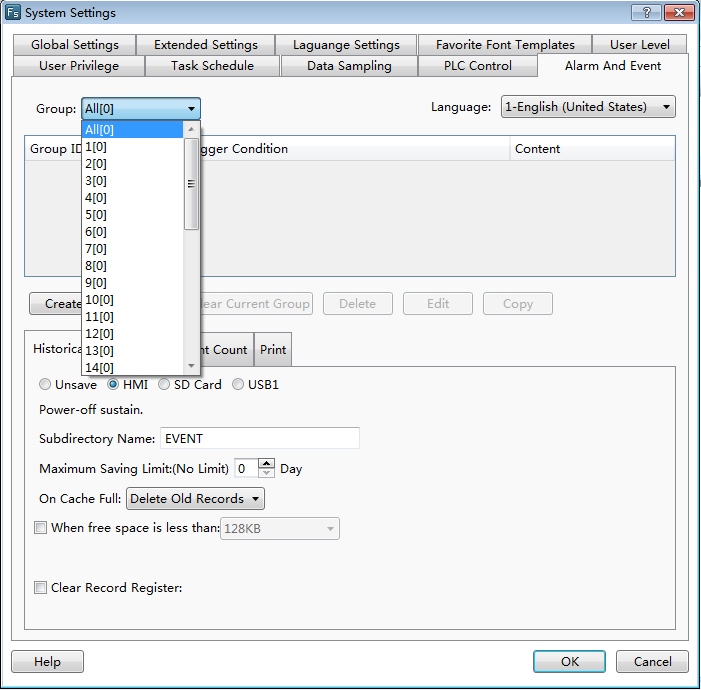 Fs System Settings ?
Global Settings Extended Settings Laguange Settings Favorite Font Templates User Level
User Privilege Task Schedule Data Sampling PLC Control Alarm And Event
Group: All[0] Language: 1-English (United States)
All[0]
Group ID gger Condition Content
1[0]
2[0]
3[0]
4[0]
5[0]
6[0]
7[0]
8[0]
9[0]
10[0]
Create ear Current Group Delete Edit Copy
11[0]
12[0]
13[0]
14[0]
Historica nt Count Print
Unsave HMI SD Card USB1
Power-off sustain.
Subdirectory Name: EVENT
Maximum Saving Limit:(No Limit) 0 Day
On Cache Full: Delete Old Records
When free space is less than: 128KB
Clear Record Register:
Help OK Cancel